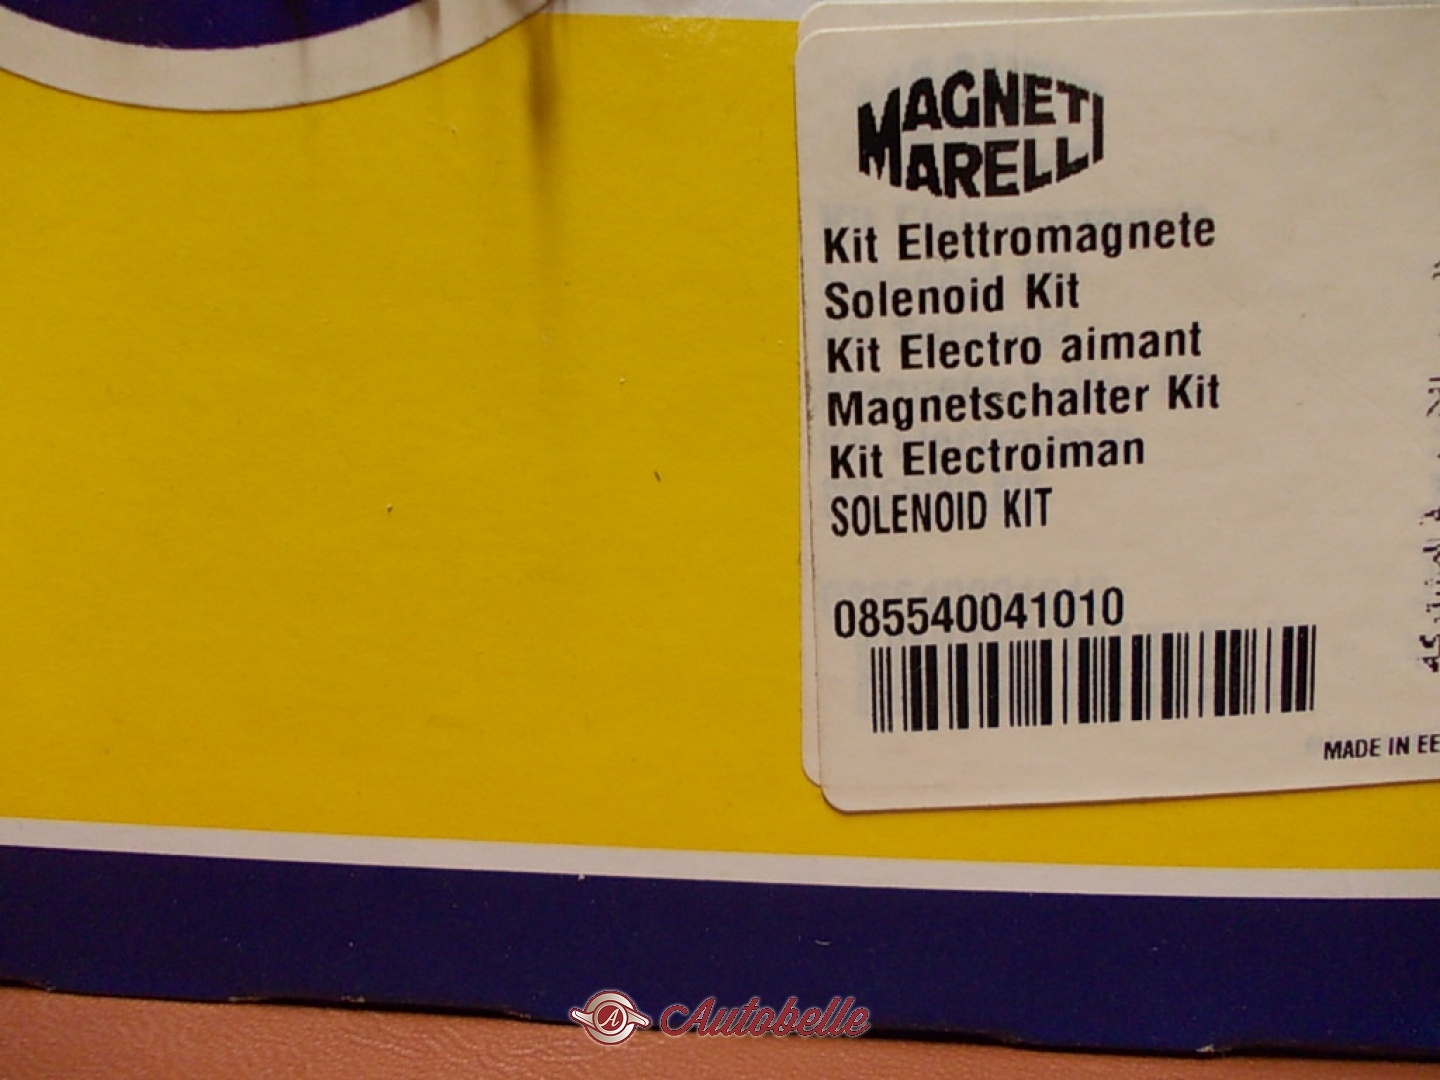 MAGNETI
MARELLI
Kit Elettromagnete
Solenoid Kit
Kit Electro aimant
Magnetschalter Kit
Kit Electroiman
SOLENOID KIT
085540041010
MADE IN EE
A Autobelle